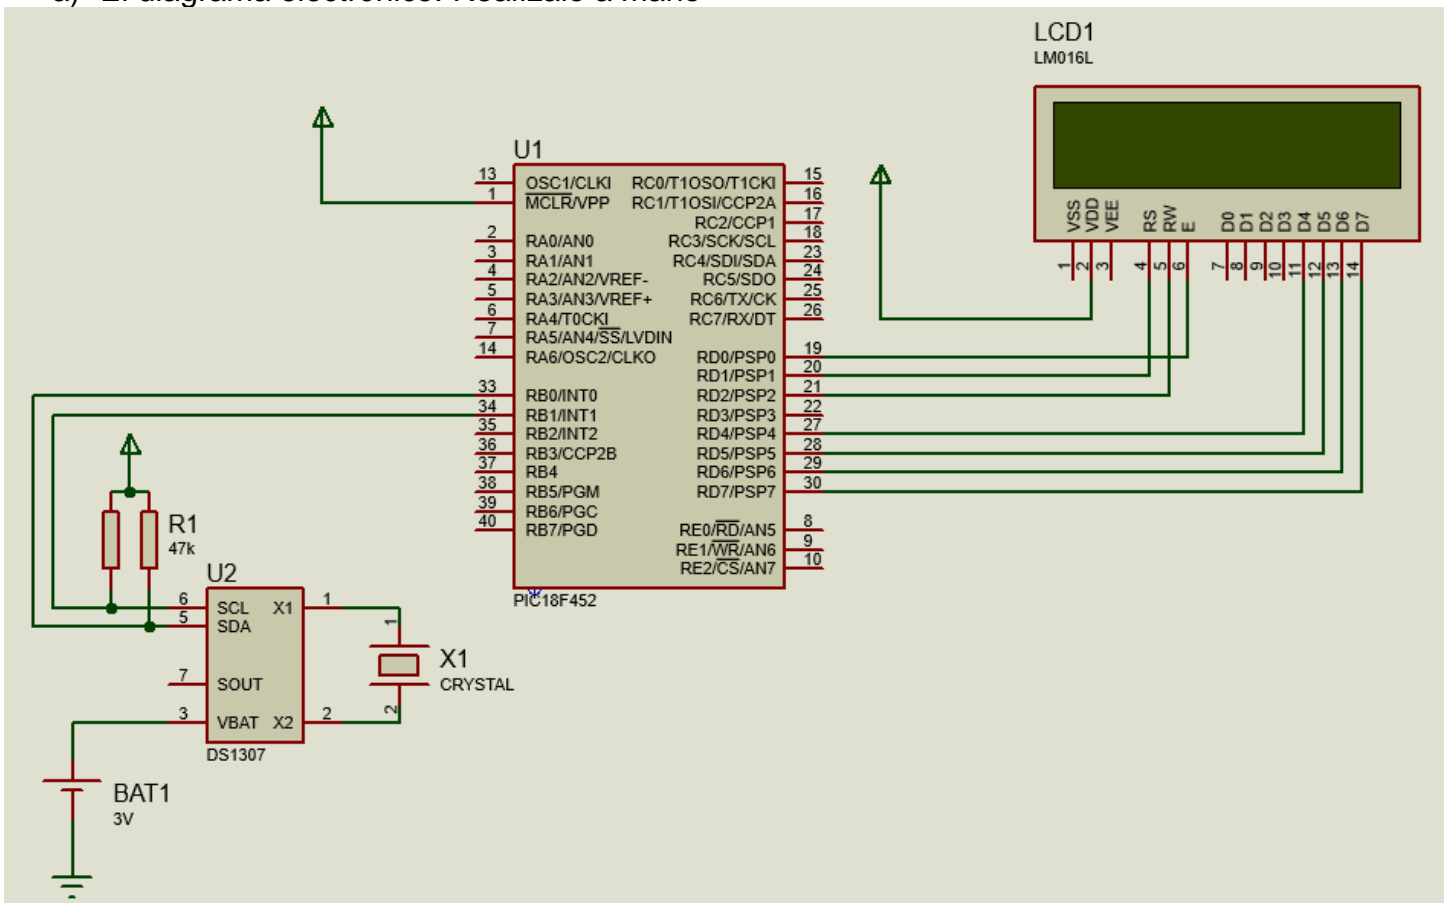 a) El diagrama electrónico. Realízalo a mano
LCD1
LM016L
VSS
VDD
VEE
RS
RW
E
D0
D1
D2
D3
D4
D5
D6
D7
1
2
3
4
5
6
7
8
9
10
11
12
13
14
U1
13 OSC1/CLKI
1 MCLR/VPP
2 RA0/AN0
3 RA1/AN1
4 RA2/AN2/VREF-
5 RA3/AN3/VREF+
6 RA4/T0CKI
7 RA5/AN4/SS/LVDIN
14 RA6/OSC2/CLKO
33 RB0/INT0
34 RB1/INT1
35 RB2/INT2
36 RB3/CCP2B
37 RB4
38 RB5/PGM
39 RB6/PGC
40 RB7/PGD
RC0/T1OSO/T1CKI 15
RC1/T1OSI/CCP2A 16
RC2/CCP1 17
RC3/SCK/SCL 18
RC4/SDI/SDA 23
RC5/SDO 24
RC6/TX/CK 25
RC7/RX/DT 26
RD0/PSP0 19
RD1/PSP1 20
RD2/PSP2 21
RD3/PSP3 22
RD4/PSP4 27
RD5/PSP5 28
RD6/PSP6 29
RD7/PSP7 30
RE0/RD/AN5 8
RE1/WR/AN6 9
RE2/CS/AN7 10
PIC18F452
R1
47k
U2
6 SCL X1 1
5 SDA
7 SOUT
3 VBAT X2 2
DS1307
1
X1
CRYSTAL
2
BAT1
3V